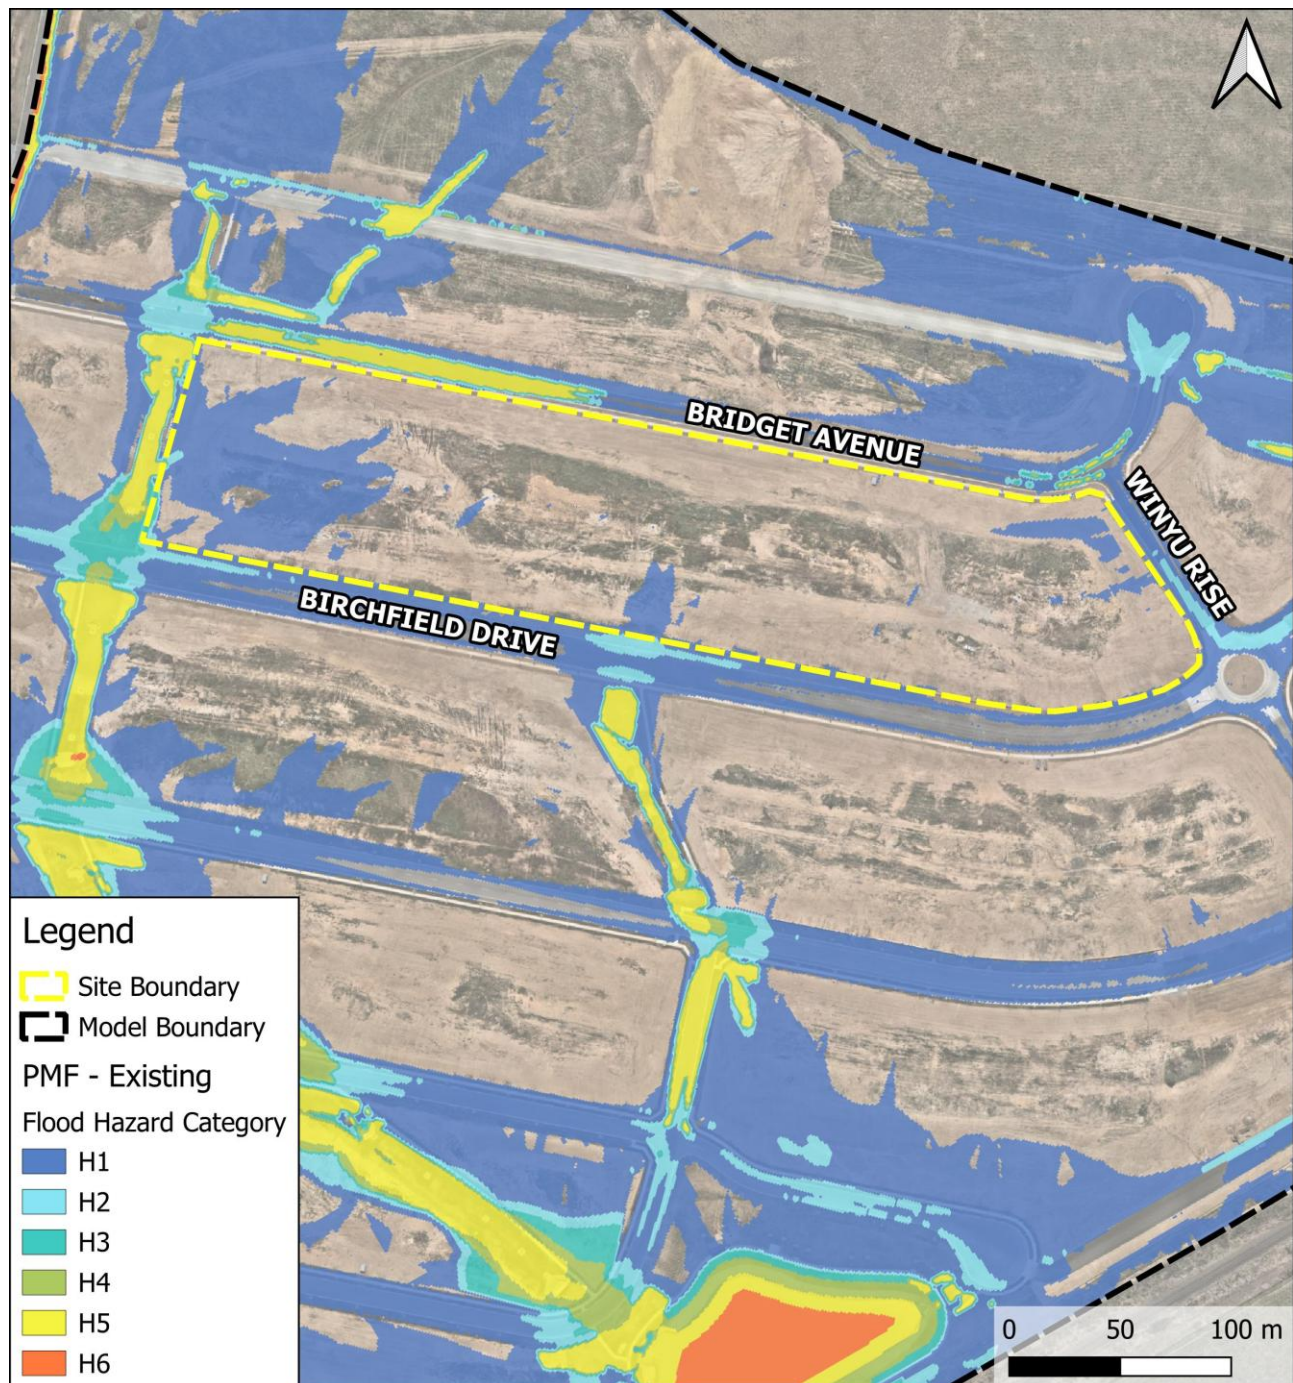 BRIDGET AVENUE
WINYU RISE
BIRCHFIELD DRIVE
Legend
Site Boundary
Model Boundary
PMF - Existing
Flood Hazard Category
H1
H2
H3
H4
H5
H6
0 50 100 m